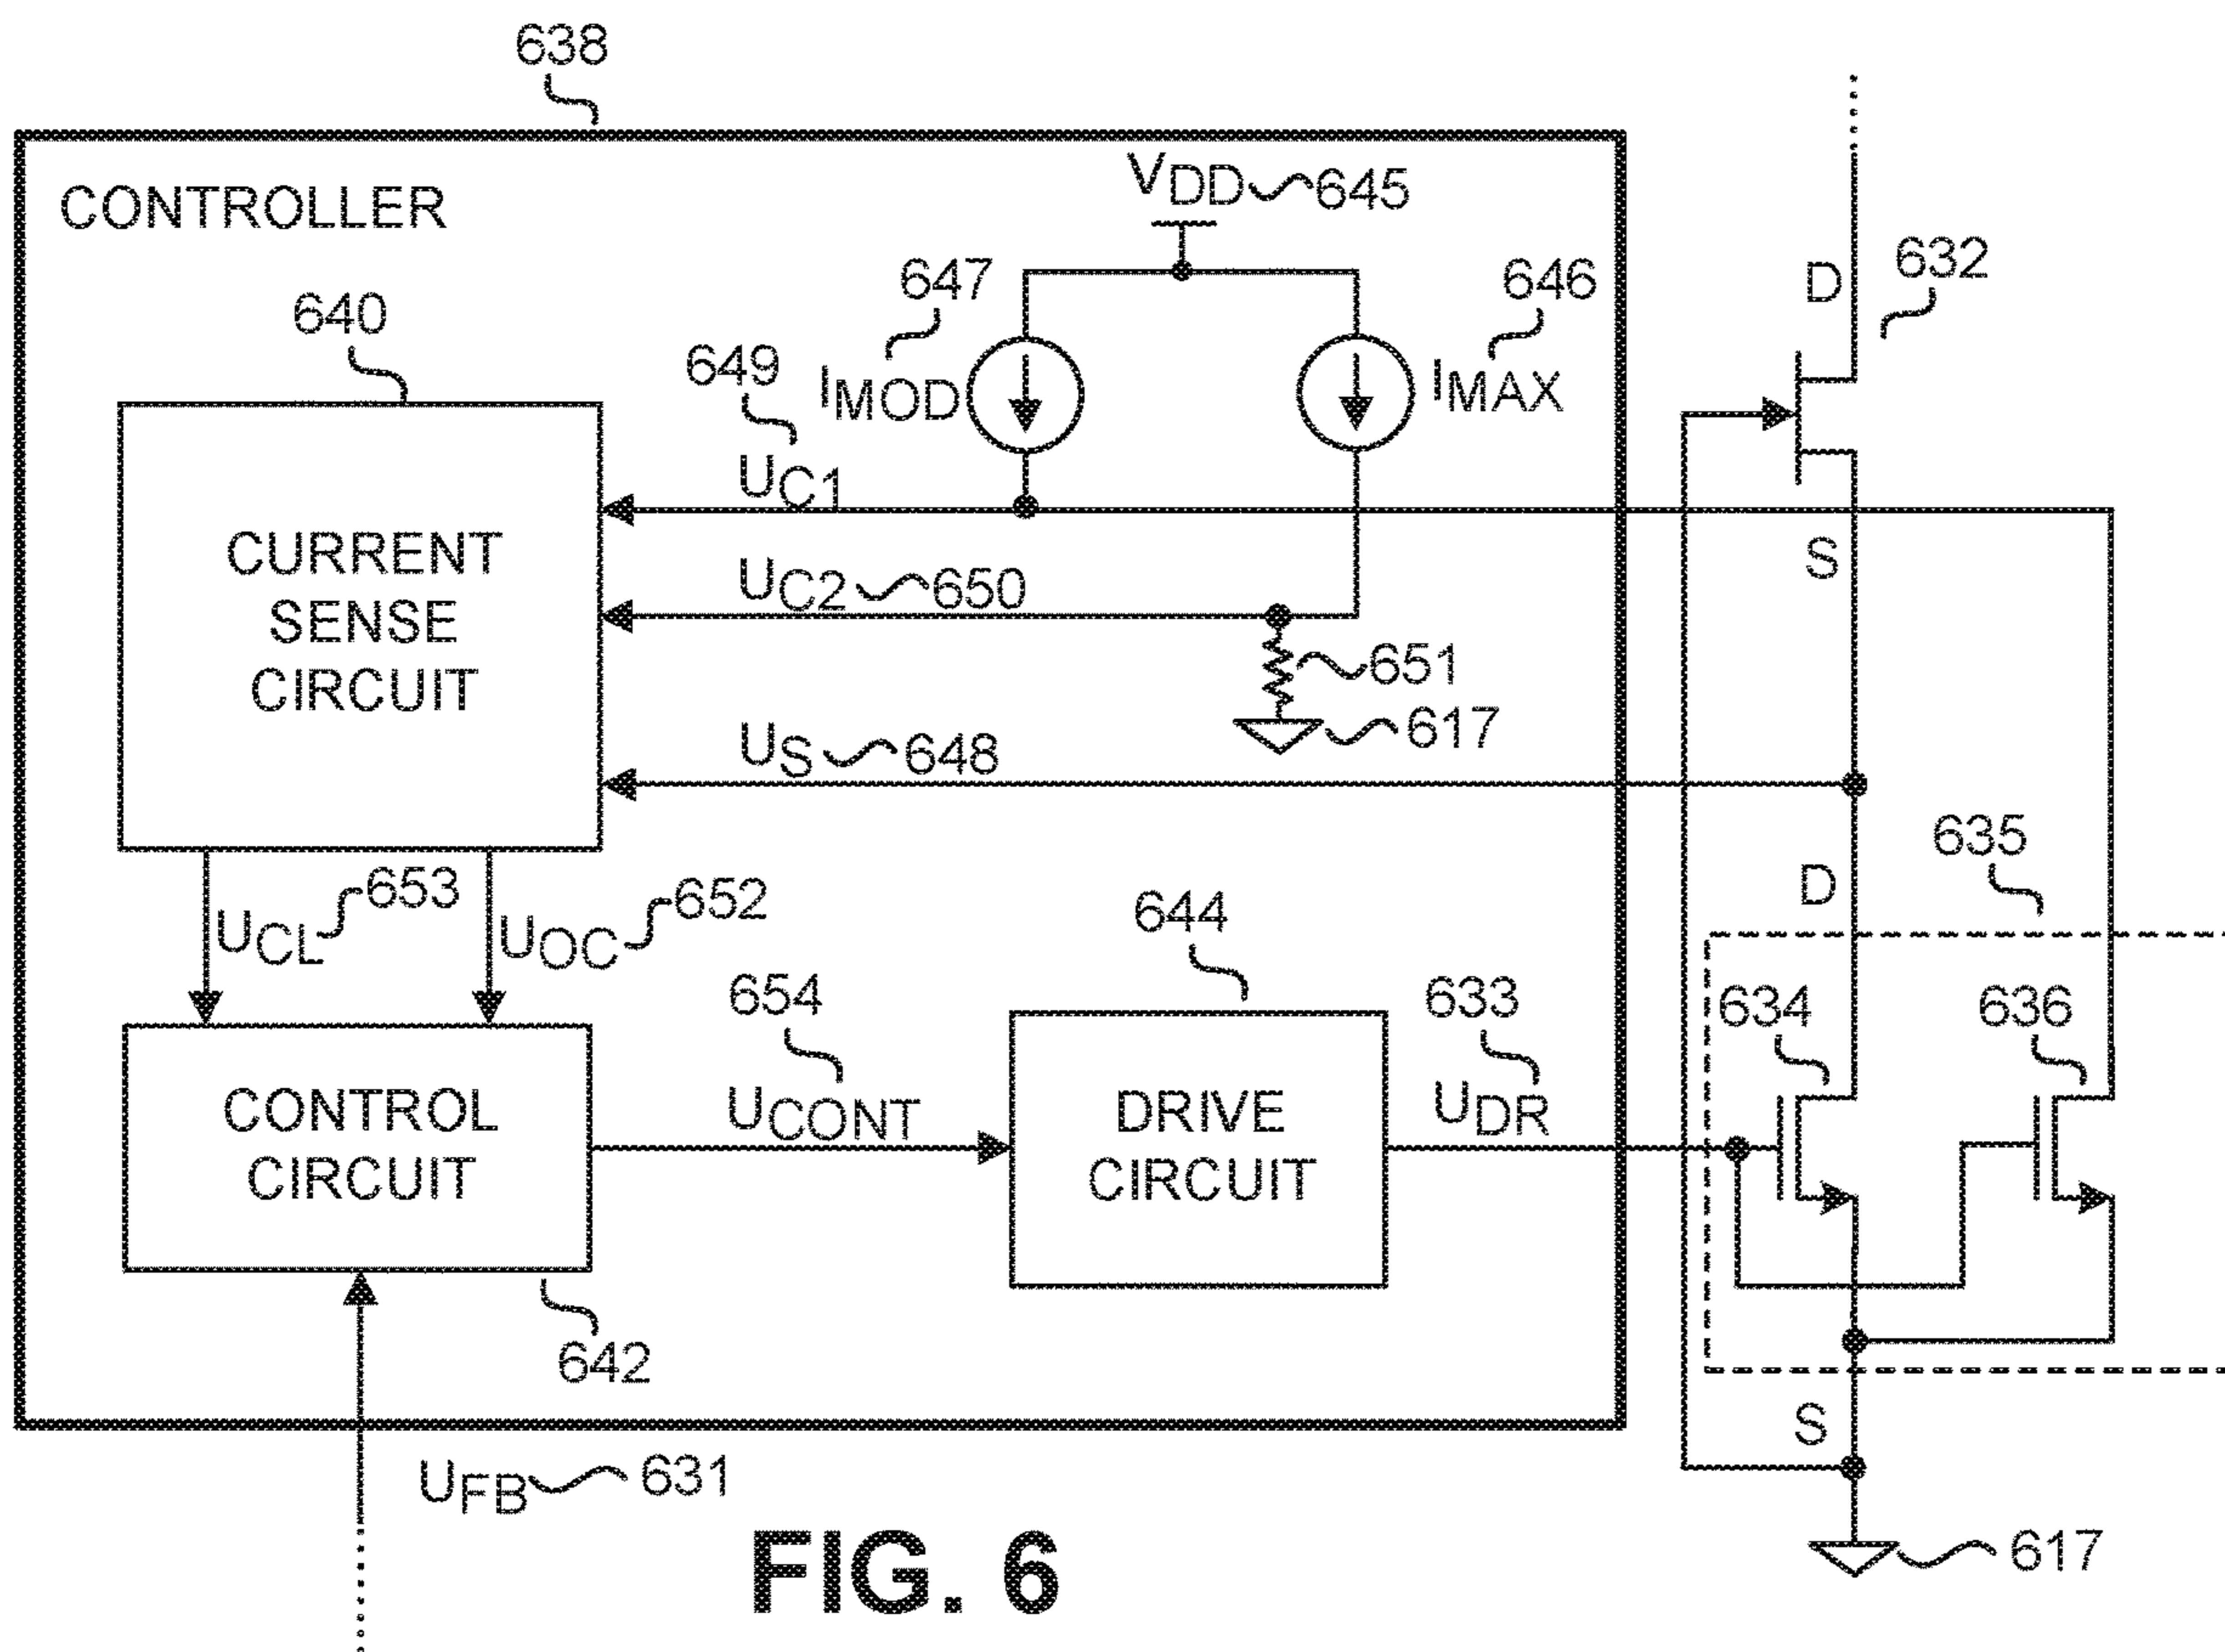 638
CONTROLLER
VDD 645
647
646
632
D
640
649
IMOD
IMAX
UC1
CURRENT
SENSE
CIRCUIT
UC2 650
S
651
617
US 648
635
D
653
652
UCL
UOC
644
654
633
634
636
CONTROL
CIRCUIT
UCONT
DRIVE
CIRCUIT
UDR
642
S
UFB 631
617
FIG. 6